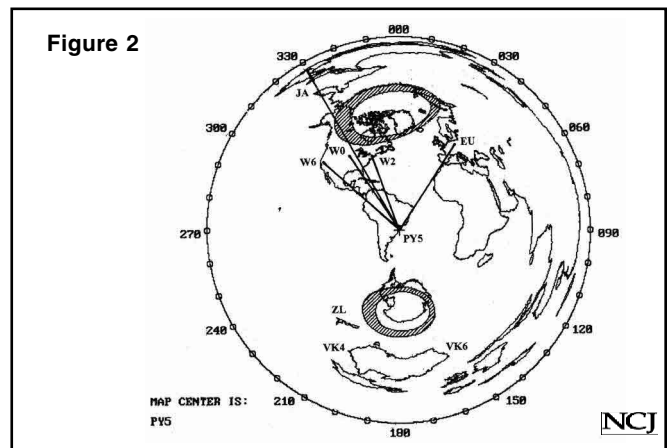 Figure 2
000
330
030
JA
300
060
W0
W2
EU
W6
270
PY5
090
ZL
240
120
VK4
VK6
MAP CENTER IS:
210
150
PY5
180
NCJ